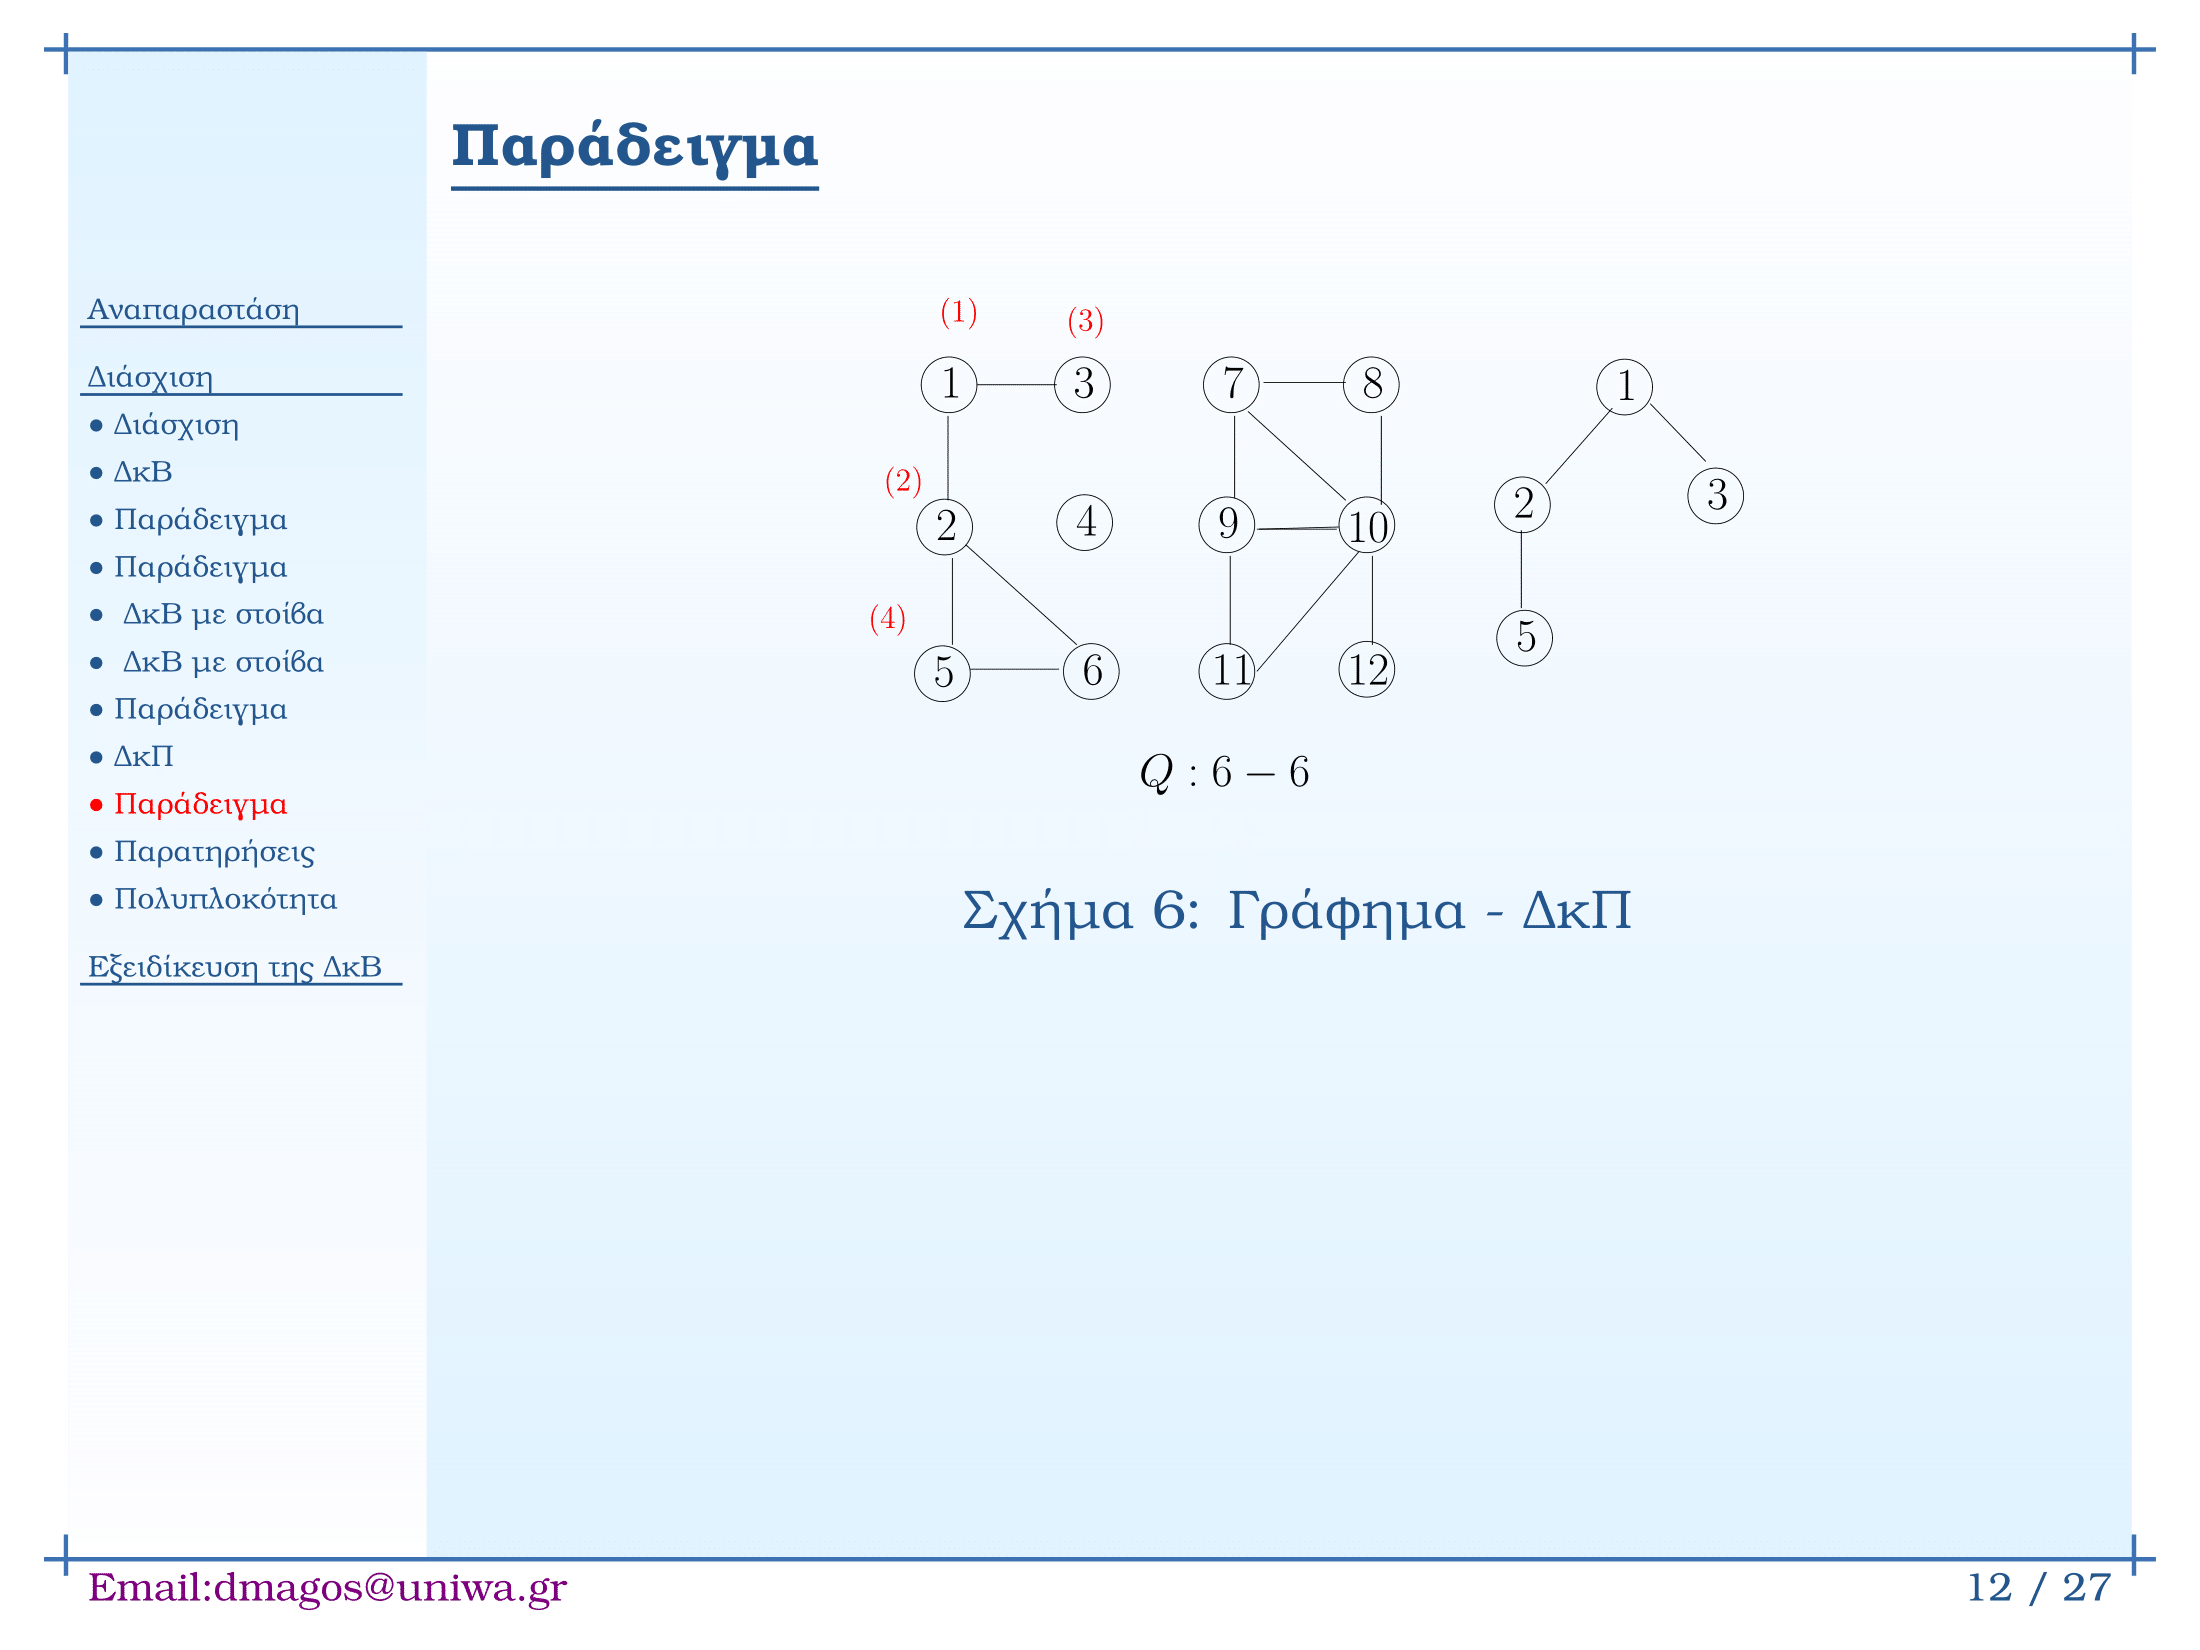 Παράδειγμα
Αναπαραστάση
Διάσχιση
● Διάσχιση
● ΔκΒ
● Παράδειγμα
● Παράδειγμα
● ΔκΒ με στοίβα
● ΔκΒ με στοίβα
● Παράδειγμα
● ΔκΠ
● Παράδειγμα
● Παρατηρήσεις
● Πολυπλοκότητα
Εξειδίκευση της ΔκΒ
(1) (3)
1 3 7 8 1
(2)
2 4 9 10 2 3
(4)
5 6 11 12 5
Q : 6 − 6
Σχήμα 6: Γράφημα - ΔκΠ
Email:dmagos@uniwa.gr
12 / 27